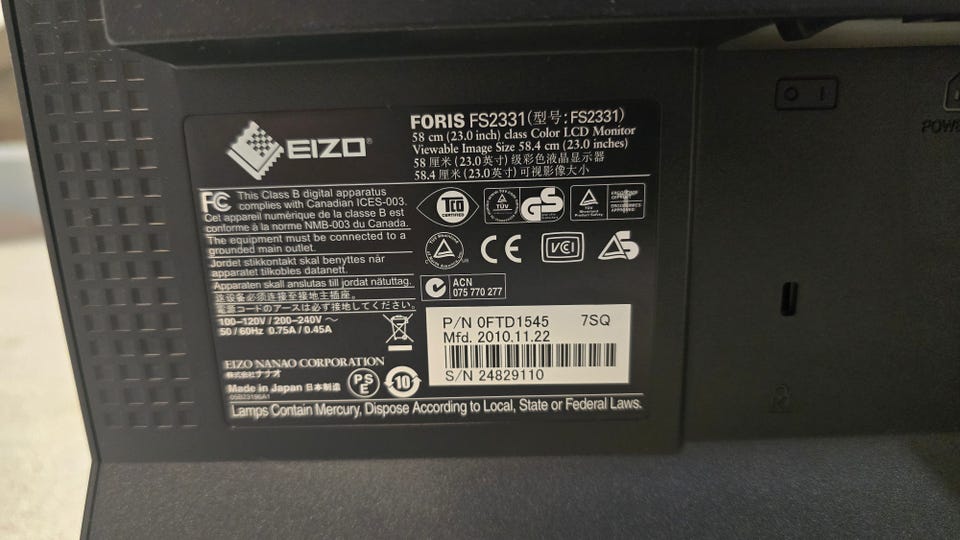 EIZO
FORIS FS2331(型号:FS2331)
58 cm (23.0 inch) class Color LCD Monitor
Viewable Image Size 58.4 cm (23.0 inches)
58 厘米 (23.0英寸) 级彩色液晶显示器
58.4 厘米 (23.0英寸) 可视影像大小
FC This Class B digital apparatus
complies with Canadian ICES-003.
Cet appareil numérique de la classe B est
conforme à la norme NMB-003 du Canada.
The equipment must be connected to a
grounded main outlet.
Jordet stikkontakt skal benyttes når
apparatet tilkobles datanett.
Apparaten skall anslutas till jordat nätuttag.
这设备必须连接至接地主插座。
電源コードのアースは必ず接地してください。
100-120V / 200-240V ~
50 / 60Hz 0.75A / 0.45A
TCO
CERTIFIED
TÜV
GS
CE
VCI
ACN
075 770 277
P/N 0FTD1545 7SQ
Mfd. 2010.11.22
S/N 24829110
EIZO NANAO CORPORATION
株式会社ナナオ
Made in Japan 日本制造
05B23196A1
PS
E
10
Lamps Contain Mercury, Dispose According to Local, State or Federal Laws.
POWE